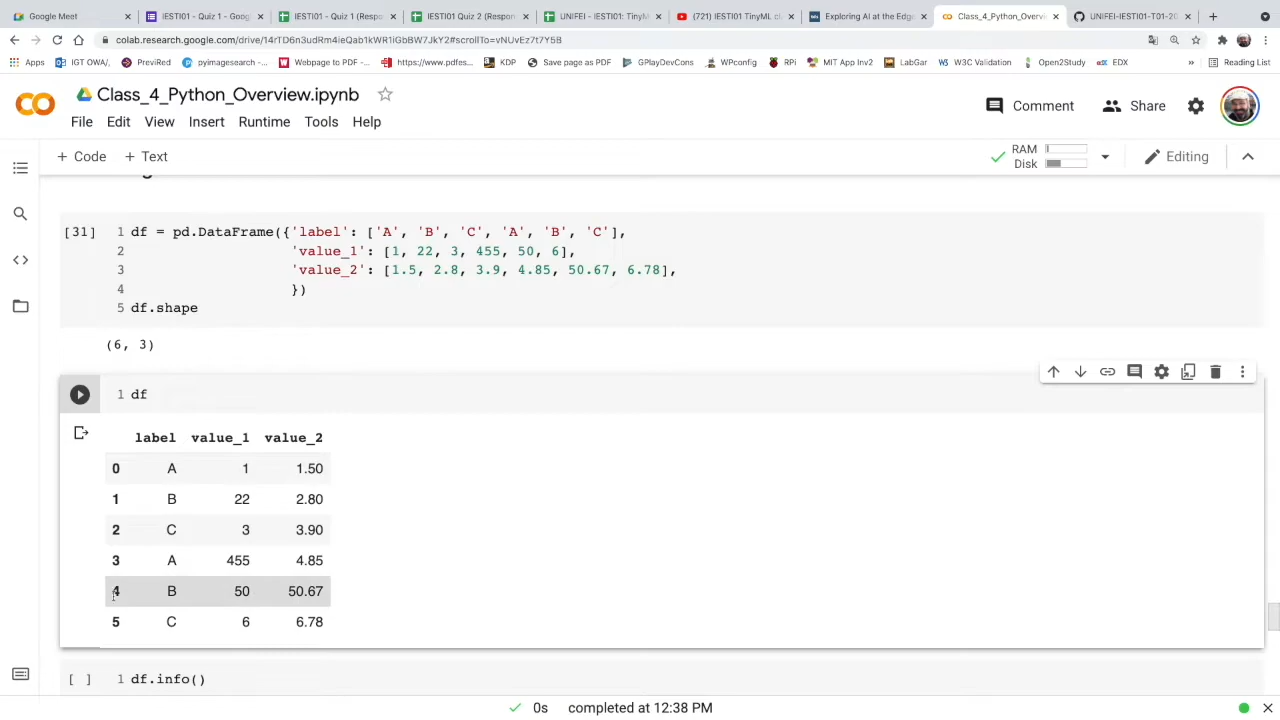 Google Meet
IESTI01 - Quiz 1 - Goog
IESTI01 - Quiz 1 (Respon
IESTI01 Quiz 2 (Respon
UNIFEI - IESTI01: TinyM
(721) IESTI01 TinyML cl
Exploring AI at the Edge
Class_4_Python_Overvie
UNIFEI-IESTI01-T01-20
colab.research.google.com/drive/14rTD6n3udRm4ieQab1kWR1iGbBW7JkY2#scrollTo=vNUvEz7t7Y5B
Apps
IGT OWA/,
PreviRed
pyimagesearch -...
Webpage to PDF -...
https://www.pdfes...
KDP
Save page as PDF
GPlayDevCons
WPconfig
RPi
MIT App Inv2
LabGar
W3C Validation
Open2Study
EDX
»
Reading List
CO
Class_4_Python_Overview.ipynb
Comment
Share
File Edit View Insert Runtime Tools Help
+ Code + Text
RAM
Disk
Editing
[31] 1 df = pd.DataFrame({'label': ['A', 'B', 'C', 'A', 'B', 'C'],
2 'value_1': [1, 22, 3, 455, 50, 6],
3 'value_2': [1.5, 2.8, 3.9, 4.85, 50.67, 6.78],
4 })
5 df.shape
(6, 3)
1 df
label value_1 value_2
0 A 1 1.50
1 B 22 2.80
2 C 3 3.90
3 A 455 4.85
4 B 50 50.67
5 C 6 6.78
[ ] 1 df.info()
0s completed at 12:38 PM